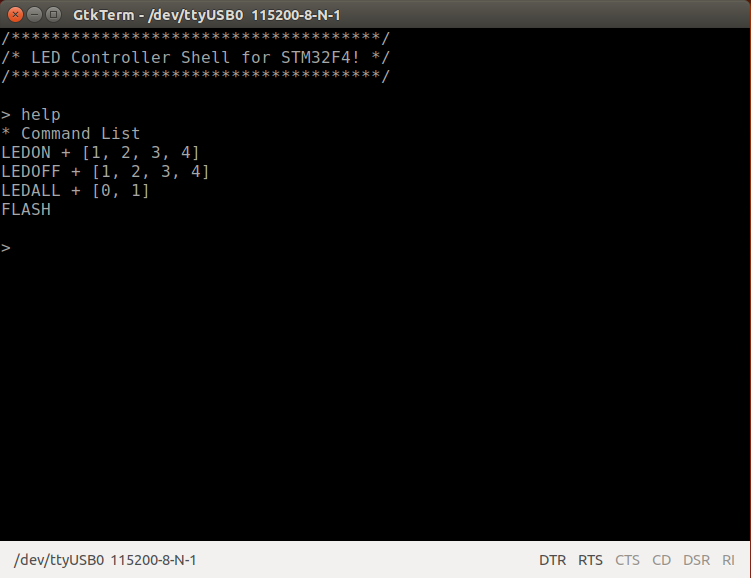 GtkTerm - /dev/ttyUSB0 115200-8-N-1
/*************************************/
/* LED Controller Shell for STM32F4! */
/*************************************/
> help
* Command List
LEDON + [1, 2, 3, 4]
LEDOFF + [1, 2, 3, 4]
LEDALL + [0, 1]
FLASH
>
/dev/ttyUSB0 115200-8-N-1 DTR RTS CTS CD DSR RI